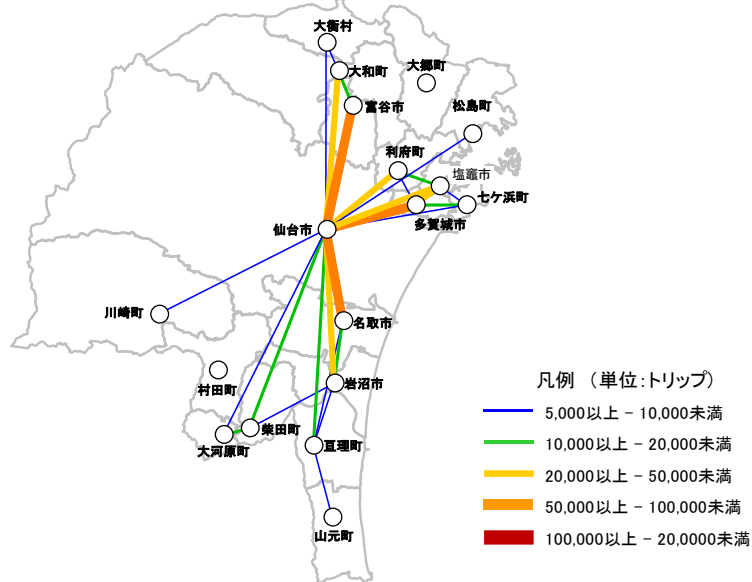 大衡村
大和町
大郷町
富谷市
松島町
利府町
塩竈市
七ケ浜町
多賀城市
仙台市
川崎町
名取市
村田町
岩沼市
柴田町
大河原町
亘理町
山元町
凡例 （単位：トリップ）
5,000以上 － 10,000未満
10,000以上 － 20,000未満
20,000以上 － 50,000未満
50,000以上 － 100,000未満
100,000以上 － 20,0000未満